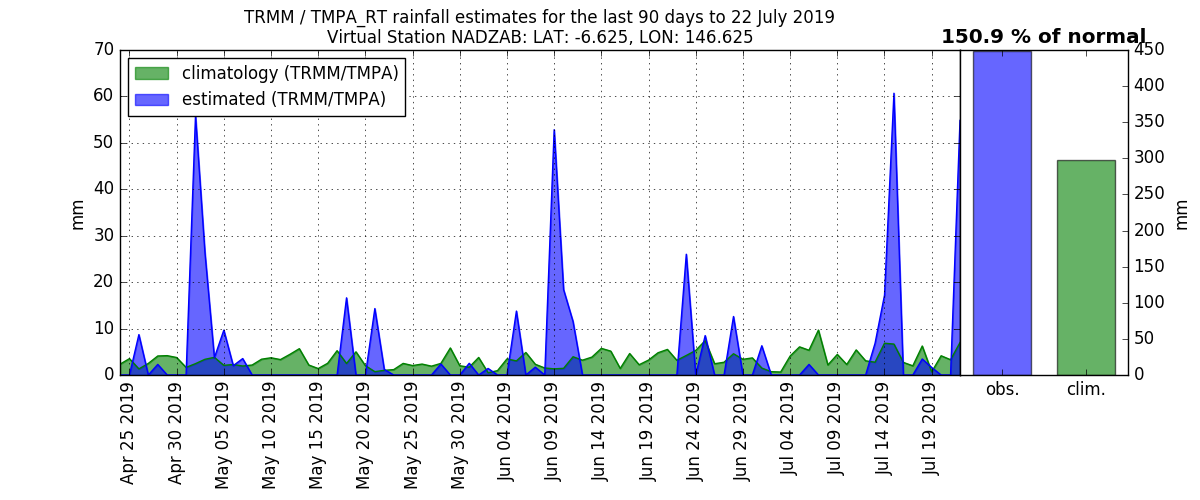 TRMM / TMPA_RT rainfall estimates for the last 90 days to 22 July 2019
Virtual Station NADZAB: LAT: -6.625, LON: 146.625
150.9 % of normal
climatology (TRMM/TMPA)
estimated (TRMM/TMPA)
70
60
50
40
30
20
10
0
mm
450
400
350
300
250
200
150
100
50
0
mm
Apr 25 2019
Apr 30 2019
May 05 2019
May 10 2019
May 15 2019
May 20 2019
May 25 2019
May 30 2019
Jun 04 2019
Jun 09 2019
Jun 14 2019
Jun 19 2019
Jun 24 2019
Jun 29 2019
Jul 04 2019
Jul 09 2019
Jul 14 2019
Jul 19 2019
obs.
clim.